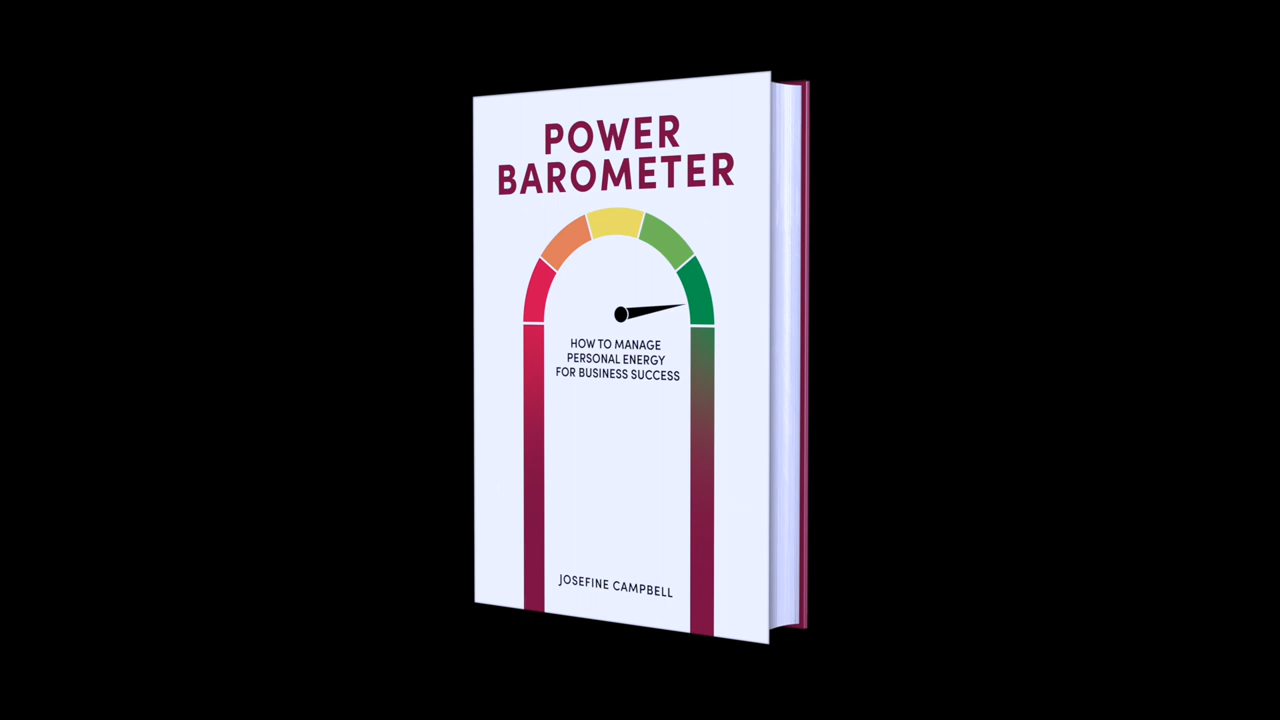 POWER
BAROMETER
HOW TO MANAGE
PERSONAL ENERGY
FOR BUSINESS SUCCESS
JOSEFINE CAMPBELL